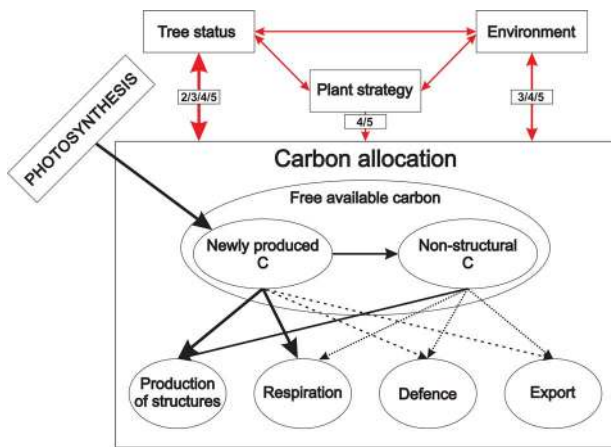 Tree status
Environment
Plant strategy
2/3/4/5
4/5
3/4/5
PHOTOSYNTHESIS
Carbon allocation
Free available carbon
Newly produced
C
Non-structural
C
Production
of structures
Respiration
Defence
Export